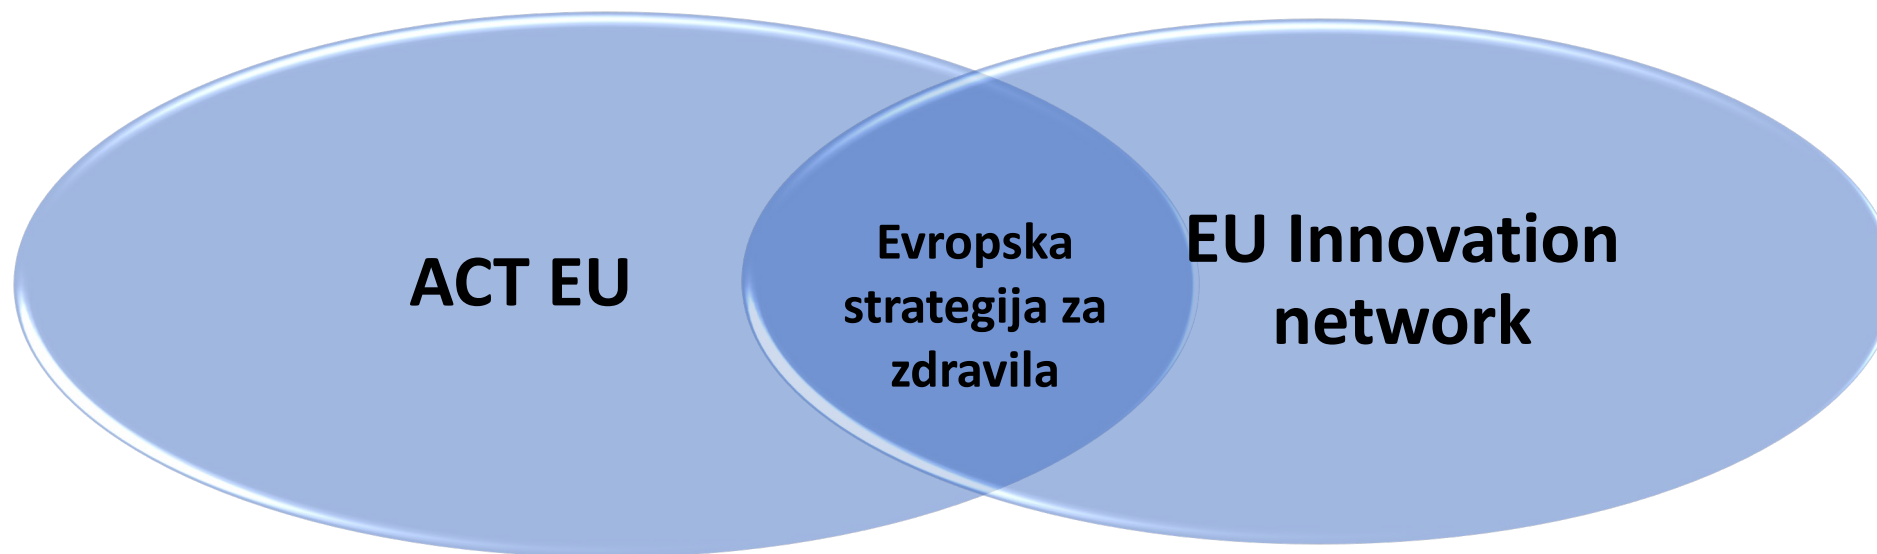 ACT EU
Evropska
strategija za
zdravila
EU Innovation
network